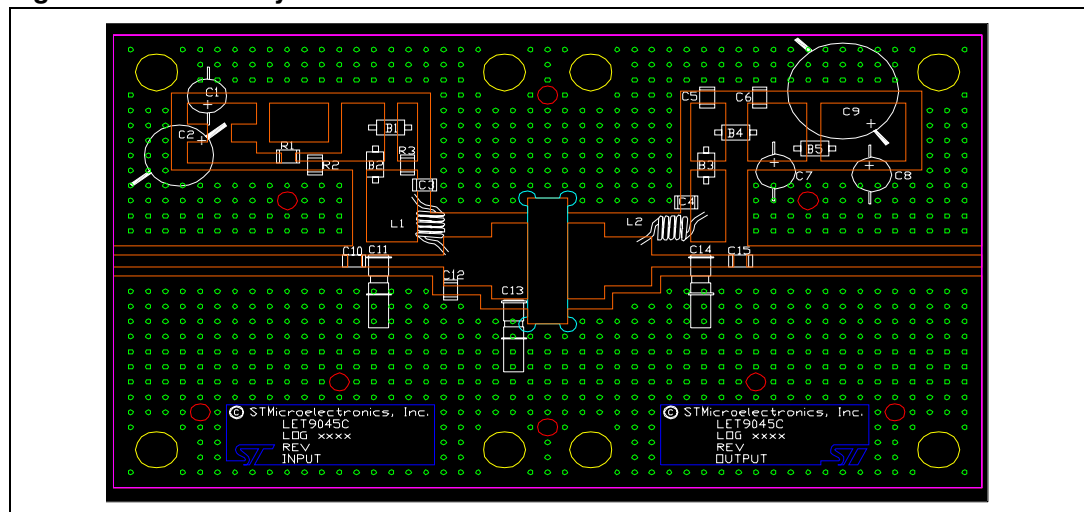 C1
C2
R1
R2
B1
B2
R3
C3
L1
C10
C11
C12
C13
C5
C6
C9
B4
B3
B5
C7
C8
C4
L2
C14
C15
© STMicroelectronics, Inc.
LET9045C
LOG xxxx
REV
INPUT
© STMicroelectronics, Inc.
LET9045C
LOG xxxx
REV
OUTPUT